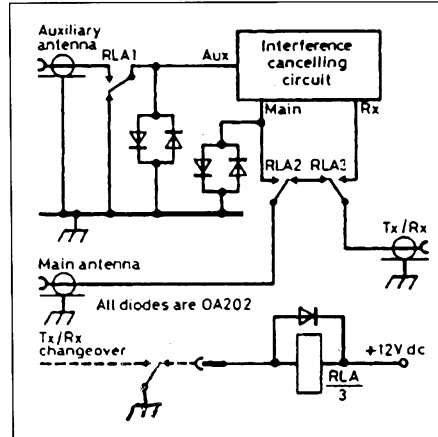 Auxiliary
antenna
RLA1
Aux
Interference
cancelling
circuit
Main
Rx
RLA2
RLA3
Tx/Rx
Main antenna
All diodes are OA202
Tx/Rx
changeover
+12V dc
RLA
3